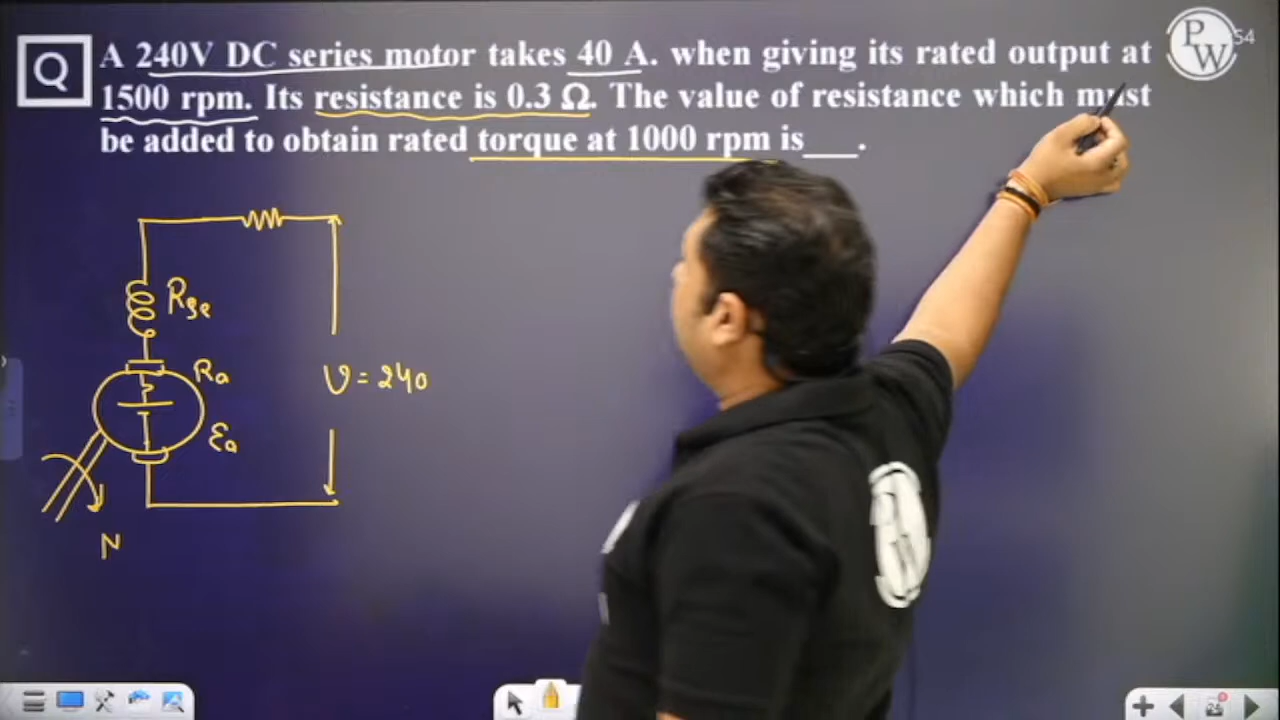 Q
A 240V DC series motor takes 40 A. when giving its rated output at
1500 rpm. Its resistance is 0.3 Ω. The value of resistance which must
be added to obtain rated torque at 1000 rpm is___.
PW
54
Rse
Ra
V = 240
Ea
N